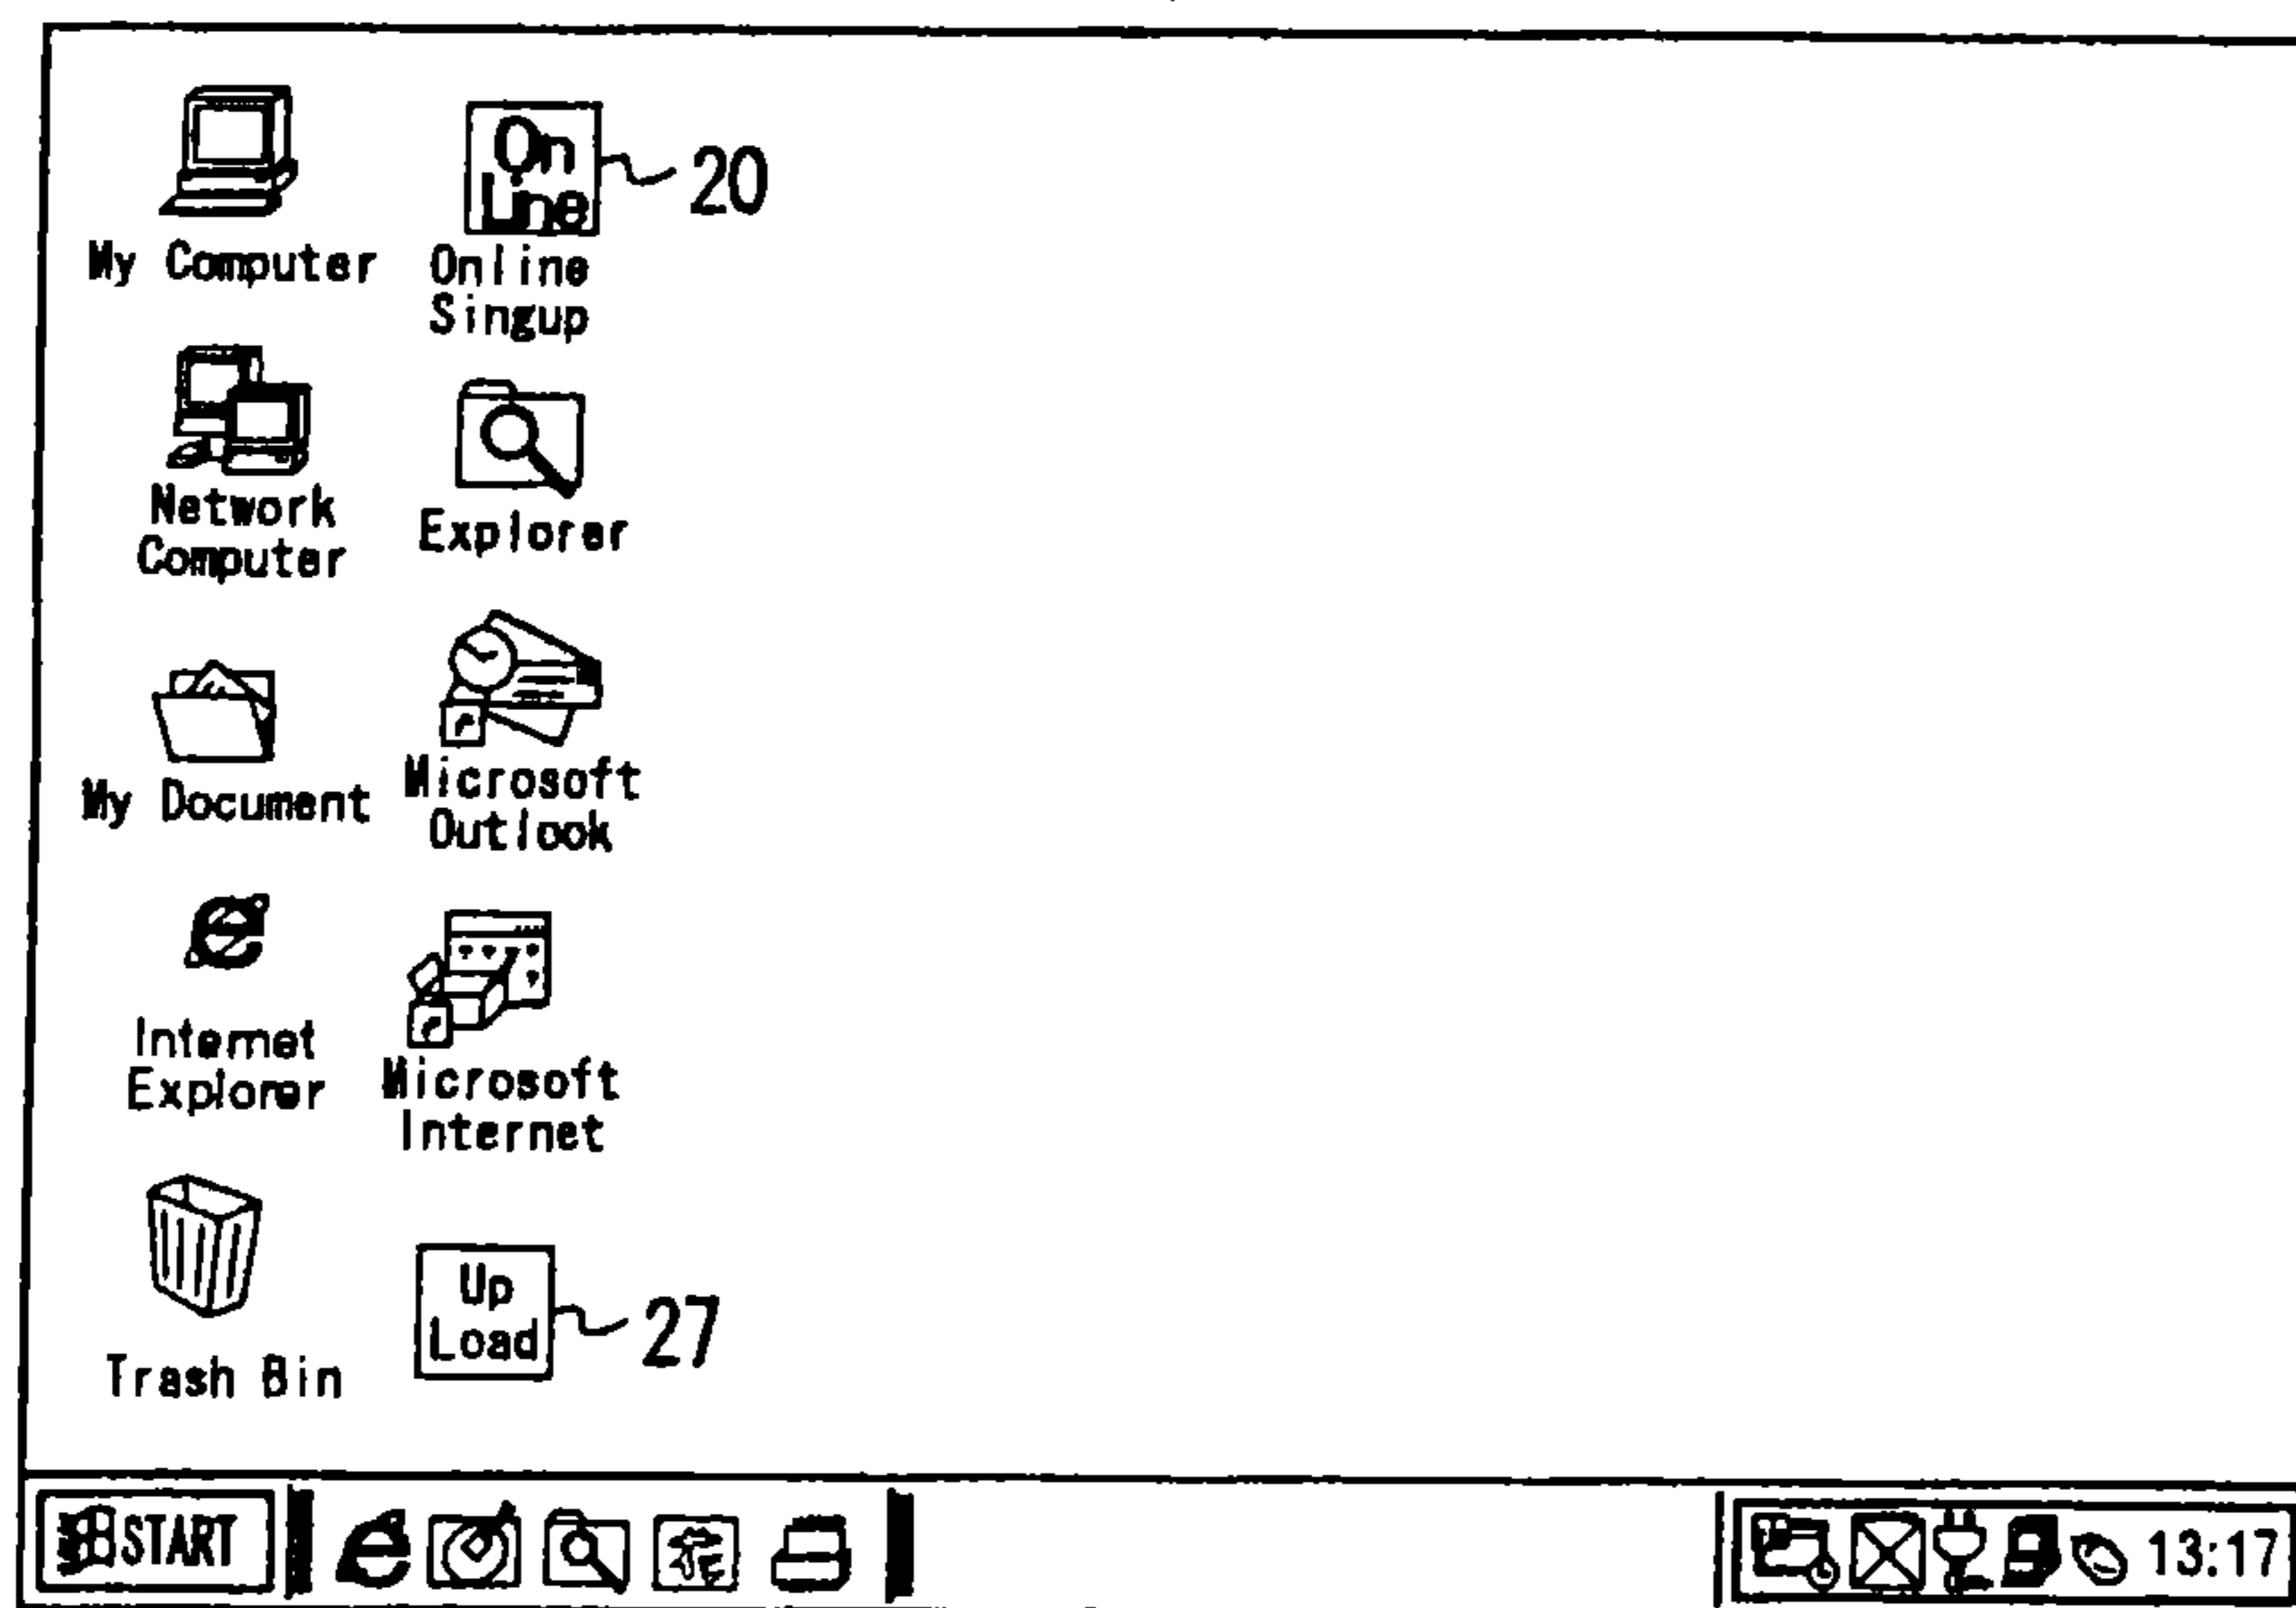 My Computer
On
Line
20
Online
Singup
Network
Computer
Explorer
My Document
Microsoft
Outlook
Internet
Explorer
Microsoft
Internet
Trash Bin
Up
Load
27
START
13:17